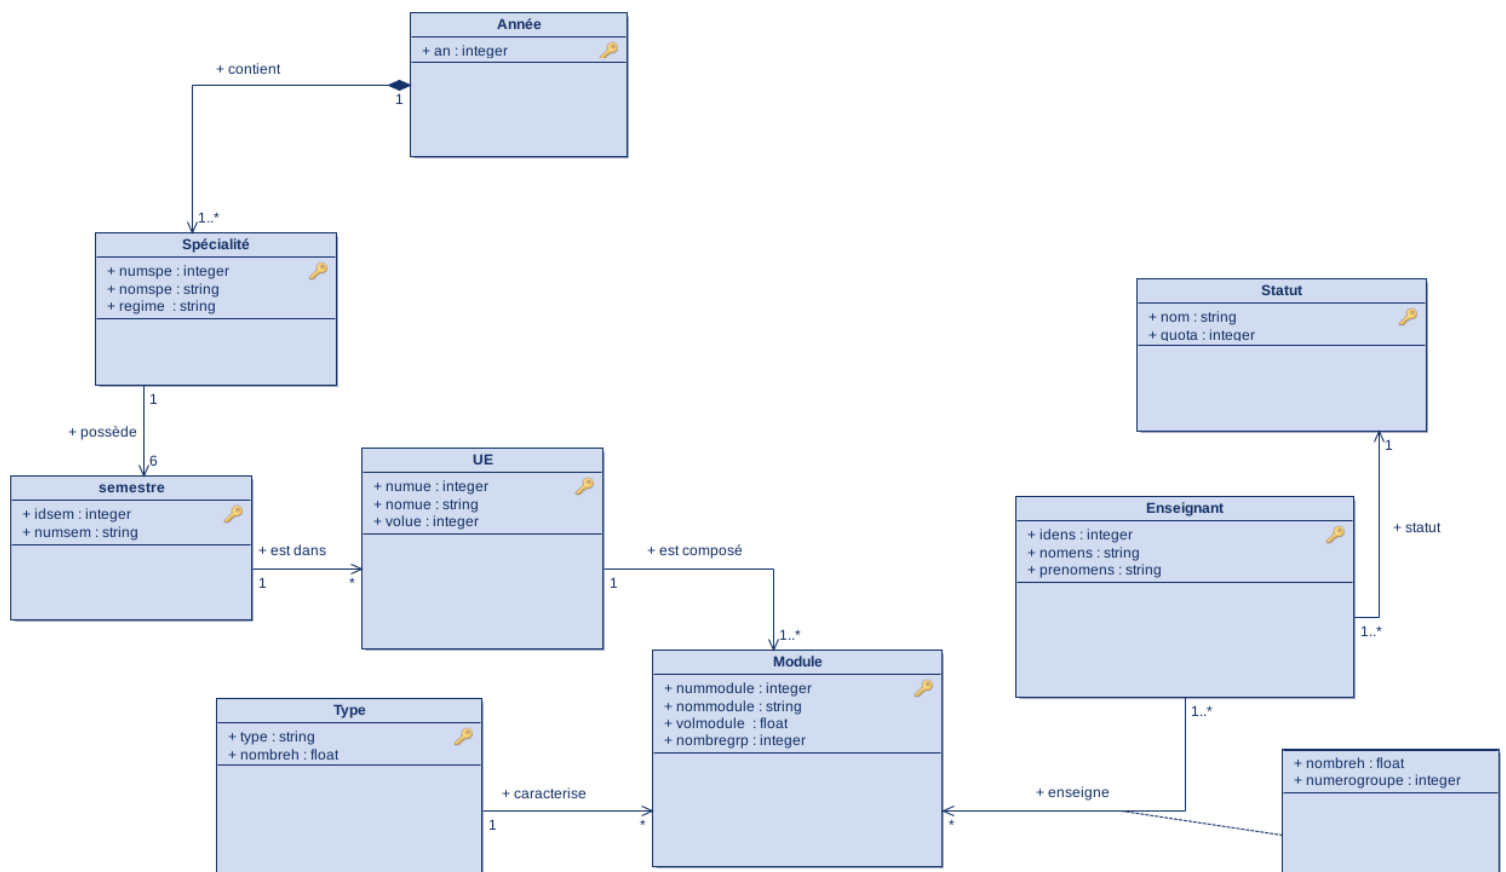 Année
+ an : integer
+ contient
1
1..*
Spécialité
+ numspe : integer
+ nomspe : string
+ regime : string
1
+ possède
6
semestre
+ idsem : integer
+ numsem : string
+ est dans
1
*
UE
+ numue : integer
+ nomue : string
+ volue : integer
+ est composé
1
1..*
Module
+ nummodule : integer
+ nommodule : string
+ volmodule : float
+ nombregrp : integer
Type
+ type : string
+ nombreh : float
+ caracterise
1
*
Statut
+ nom : string
+ quota : integer
1
+ statut
1..*
Enseignant
+ idens : integer
+ nomens : string
+ prenomens : string
1..*
+ enseigne
*
+ nombreh : float
+ numerogroupe : integer